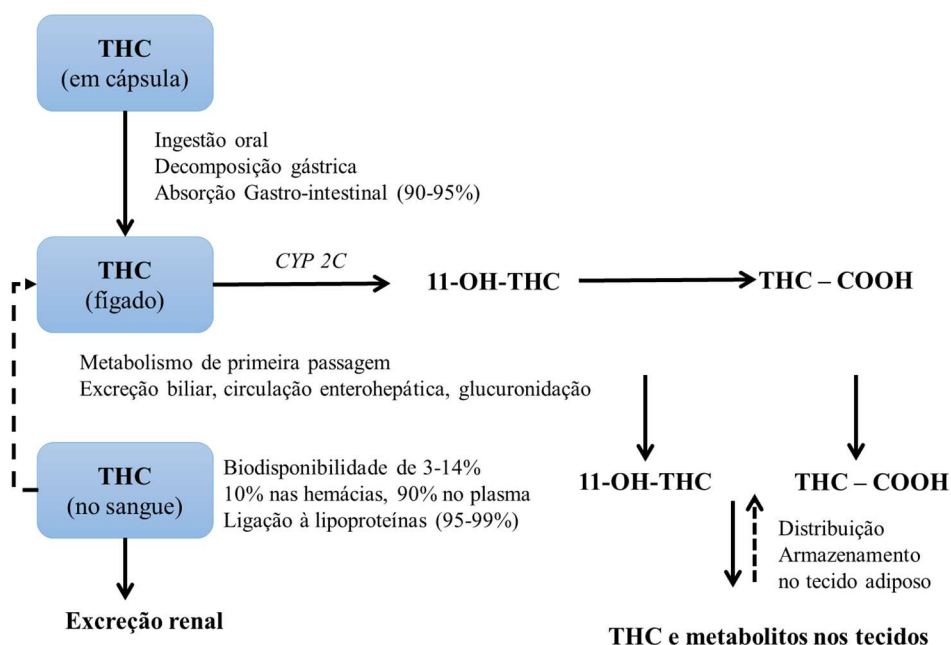 THC
(em cápsula)
Ingestão oral
Decomposição gástrica
Absorção Gastro-intestinal (90-95%)
THC
(fígado)
CYP 2C
11-OH-THC
THC – COOH
Metabolismo de primeira passagem
Excreção biliar, circulação enterohepática, glucuronidação
THC
(no sangue)
Biodisponibilidade de 3-14%
10% nas hemácias, 90% no plasma
Ligação à lipoproteínas (95-99%)
11-OH-THC
THC – COOH
Distribuição
Armazenamento
no tecido adiposo
Excreção renal
THC e metabolitos nos tecidos